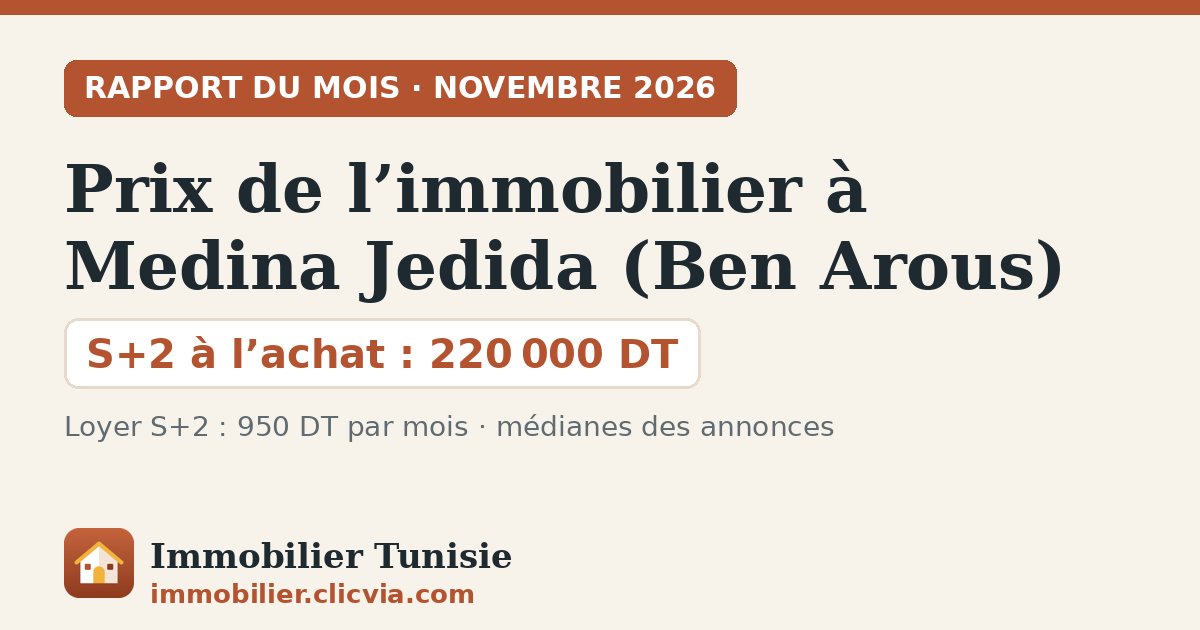 RAPPORT DU MOIS · NOVEMBRE 2026
Prix de l’immobilier à
Medina Jedida (Ben Arous)
S+2 à l’achat : 220 000 DT
Loyer S+2 : 950 DT par mois · médianes des annonces
Immobilier Tunisie
immobilier.clicvia.com